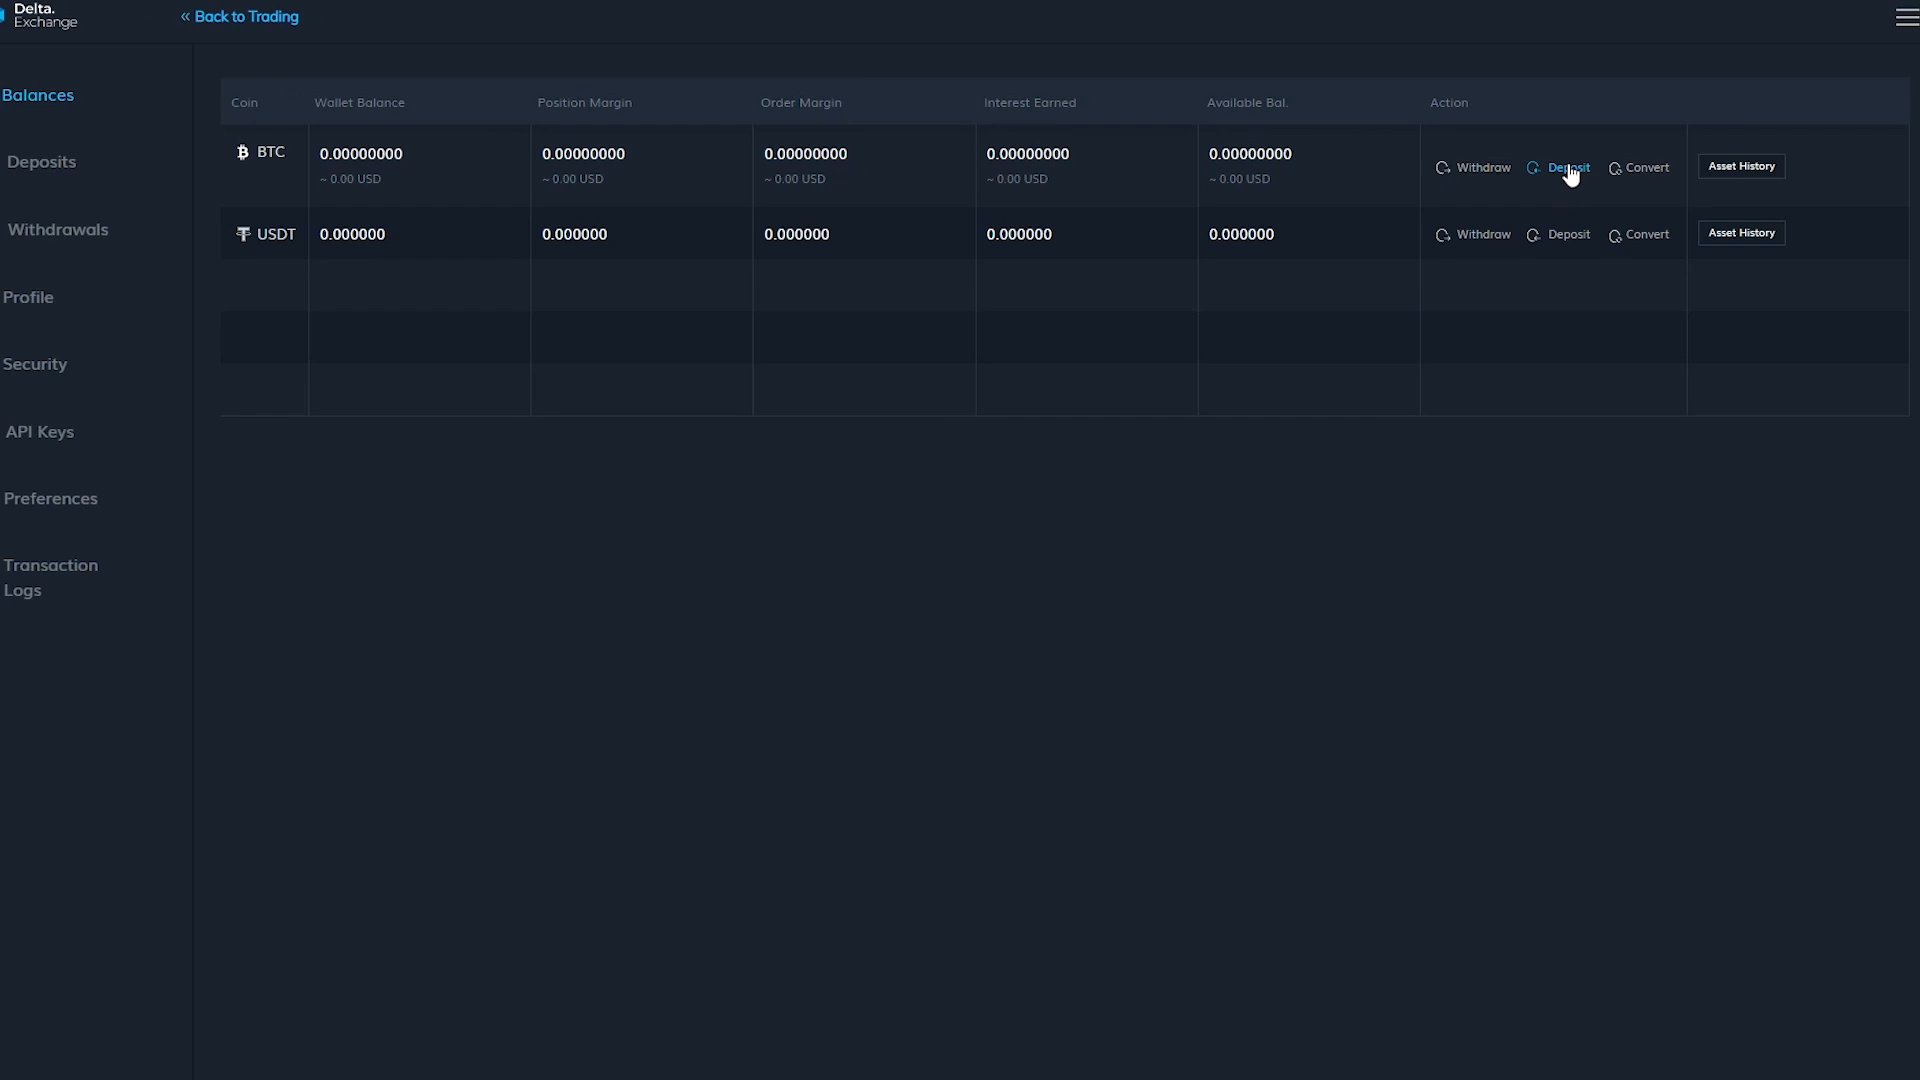 Delta.
Exchange
« Back to Trading
Balances
Deposits
Withdrawals
Profile
Security
API Keys
Preferences
Transaction
Logs
Coin Wallet Balance Position Margin Order Margin Interest Earned Available Bal. Action
BTC 0.00000000 0.00000000 0.00000000 0.00000000 0.00000000 Withdraw Deposit Convert Asset History
~ 0.00 USD ~ 0.00 USD ~ 0.00 USD ~ 0.00 USD ~ 0.00 USD
USDT 0.000000 0.000000 0.000000 0.000000 0.000000 Withdraw Deposit Convert Asset History